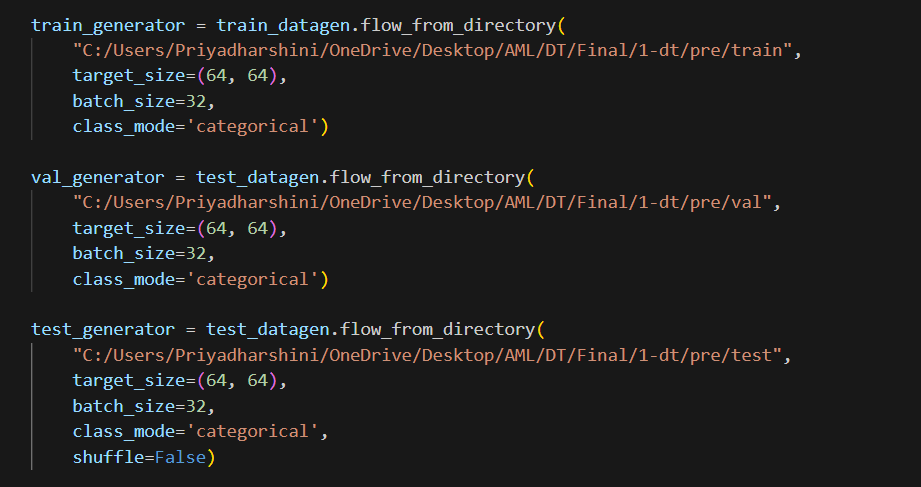 train_generator = train_datagen.flow_from_directory(
    "C:/Users/Priyadharshini/OneDrive/Desktop/AML/DT/Final/1-dt/pre/train",
    target_size=(64, 64),
    batch_size=32,
    class_mode='categorical')

val_generator = test_datagen.flow_from_directory(
    "C:/Users/Priyadharshini/OneDrive/Desktop/AML/DT/Final/1-dt/pre/val",
    target_size=(64, 64),
    batch_size=32,
    class_mode='categorical')

test_generator = test_datagen.flow_from_directory(
    "C:/Users/Priyadharshini/OneDrive/Desktop/AML/DT/Final/1-dt/pre/test",
    target_size=(64, 64),
    batch_size=32,
    class_mode='categorical',
    shuffle=False)